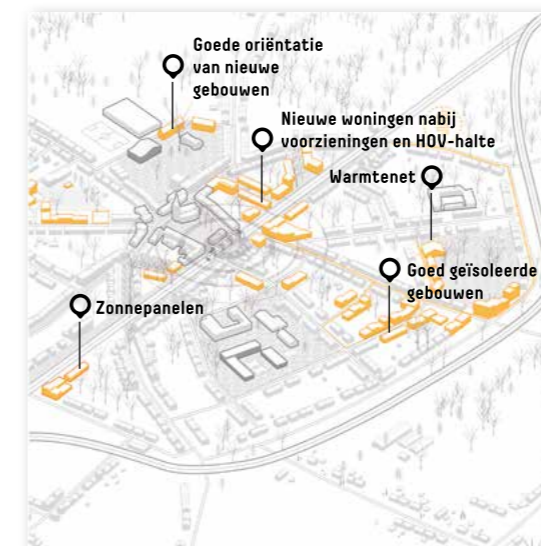 Goede oriëntatie
van nieuwe
gebouwen
Nieuwe woningen nabij
voorzieningen en HOV-halte
Warmtenet
Goed geïsoleerde
gebouwen
Zonnepanelen